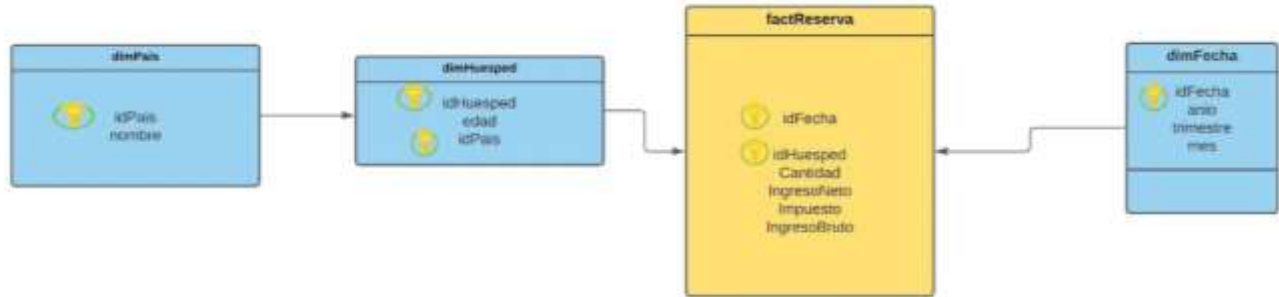 dimPais
idPais
nombre
dimHuesped
idHuesped
edad
idPais
factReserva
idFecha
idHuesped
Cantidad
IngresoNeto
Impuesto
IngresoBruto
dimFecha
idFecha
anio
trimestre
mes